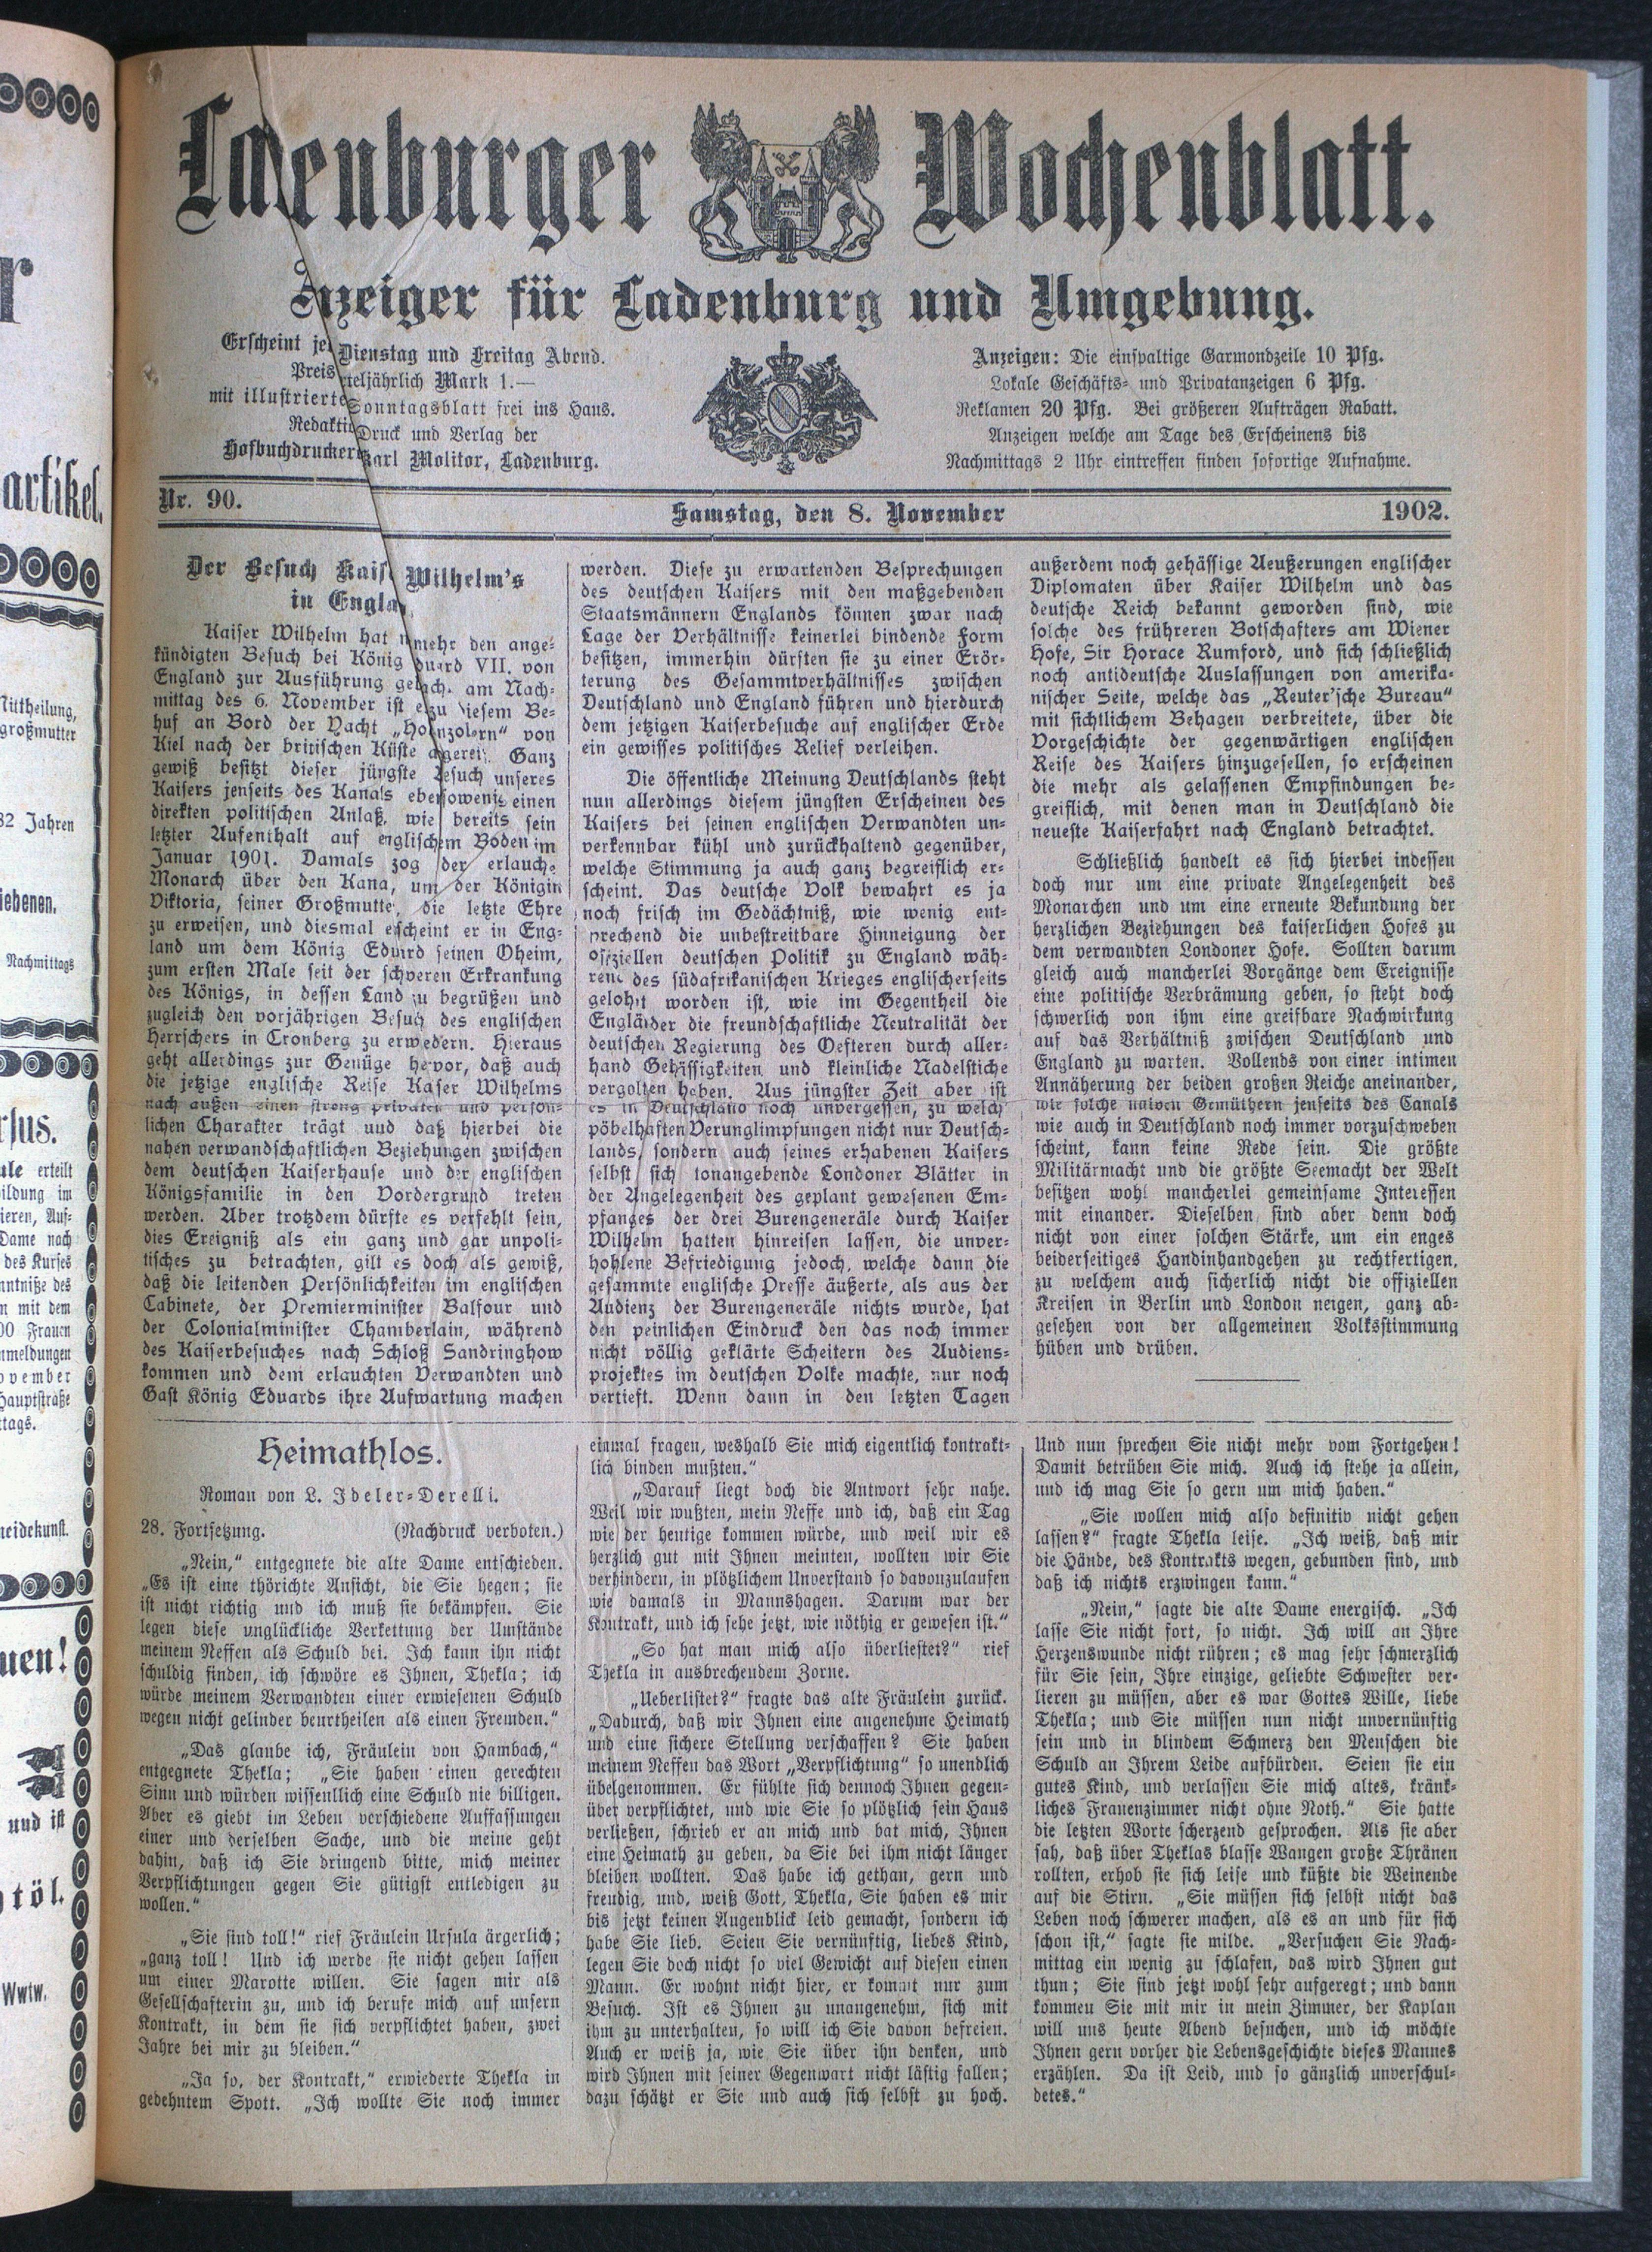 Ladenburger Wochenblatt.
Anzeiger für Ladenburg und Umgebung.
Erscheint Dienstag und Freitag Abend.
Preis Mark 1.—
mit Sonntagsblatt frei ins Haus.
Druck und Verlag der
Karl Molitor, Ladenburg.
Anzeigen: Die einspaltige Garmondzeile 10 Pfg.
Lokale Geschäfts- und Privatanzeigen 6 Pfg.
Reklamen 20 Pfg. Bei größeren Aufträgen Rabatt.
Anzeigen welche am Tage des Erscheinens bis
Nachmittags 2 Uhr eintreffen finden sofortige Aufnahme.
Nr. 90.
Samstag, den 8. November
1902.
Der Besuch Wilhelm's
in
Kaiser Wilhelm hat den ange-
kündigten Besuch bei König VII. von
England zur Ausführung am Nach-
mittag des 6. November ist zu diesem Be-
huf an Bord der Yacht von
Kiel nach der britischen Küste Ganz
gewiß besitzt dieser jüngste Besuch unseres
Kaisers jenseits des Kanals ebensowenig einen
direkten politischen Anlaß, wie bereits sein
letzter Aufenthalt auf englischem Boden im
Januar 1901. Damals zog der
Monarch über den um der Königin
Viktoria, seiner die letzte Ehre
zu erweisen, und diesmal erscheint er in Eng-
land um dem König Eduard seinen Oheim,
zum ersten Male seit der schweren Erkrankung
des Königs, in dessen Land zu begrüßen und
zugleich den vorjährigen Besuch des englischen
Herrschers in Cronberg zu Hieraus
geht allerdings zur Genüge hervor, daß auch
die jetzige englische Reise Kaiser Wilhelms
nach außen einen streng privaten und persön-
lichen Charakter trägt und daß hierbei die
nahen verwandschaftlichen Beziehungen zwischen
dem deutschen Kaiserhause und der englischen
Königsfamilie in den Vordergrund treten
werden. Aber trotzdem dürfte es verfehlt sein,
dies Ereigniß als ein ganz und gar unpoli-
tisches zu betrachten, gilt es doch als gewiß,
daß die leitenden Persönlichkeiten im englischen
Cabinete, der Premierminister Balfour und
der Colonialminister Chamberlain, während
des Kaiserbesuches nach Schloß Sandringhow
kommen und dem erlauchten Verwandten und
Gast König Eduards ihre Aufwartung machen
werden. Diese zu erwartenden Besprechungen
des deutschen Kaisers mit den maßgebenden
Staatsmännern Englands können zwar nach
Lage der Verhältnisse keinerlei bindende Form
besitzen, immerhin dürften sie zu einer Erör-
terung des Gesammtverhältnisses zwischen
Deutschland und England führen und hierdurch
dem jetzigen Kaiserbesuche auf englischer Erde
ein gewisses politisches Relief verleihen.
Die öffentliche Meinung Deutschlands steht
nun allerdings diesem jüngsten Erscheinen des
Kaisers bei seinen englischen Verwandten un-
verkennbar kühl und zurückhaltend gegenüber,
welche Stimmung ja auch ganz begreiflich er-
scheint. Das deutsche Volk bewahrt es ja
noch frisch im Gedächtniß, wie wenig ent-
sprechend die unbestreitbare Hinneigung der
offiziellen deutschen Politik zu England wäh-
rend des südafrikanischen Krieges englischerseits
gelohnt worden ist, wie im Gegentheil die
Engländer die freundschaftliche Neutralität der
deutschen Regierung des Oefteren durch aller-
hand Gehässigkeiten und kleinliche Nadelstiche
vergolten haben. Aus jüngster Zeit aber ist
es in Deutschland noch unvergessen, zu welch
pöbelhaften Verunglimpfungen nicht nur Deutsch-
lands, sondern auch seines erhabenen Kaisers
selbst sich tonangebende Londoner Blätter in
der Angelegenheit des geplant gewesenen Em-
pfanges der drei Burengeneräle durch Kaiser
Wilhelm hatten hinreisen lassen, die unver-
hohlene Befriedigung jedoch, welche dann die
gesammte englische Presse äußerte, als aus der
Audienz der Burengeneräle nichts wurde, hat
den peinlichen Eindruck den das noch immer
nicht völlig geklärte Scheitern des Audiens-
projektes im deutschen Volke machte, nur noch
vertieft. Wenn dann in den letzten Tagen
außerdem noch gehässige Aeußerungen englischer
Diplomaten über Kaiser Wilhelm und das
deutsche Reich bekannt geworden sind, wie
solche des frühreren Botschafters am Wiener
Hofe, Sir Horace Rumford, und sich schließlich
noch antideutsche Auslassungen von amerika-
nischer Seite, welche das „Reuter'sche Bureau“
mit sichtlichem Behagen verbreitete, über die
Vorgeschichte der gegenwärtigen englischen
Reise des Kaisers hinzugesellen, so erscheinen
die mehr als gelassenen Empfindungen be-
greiflich, mit denen man in Deutschland die
neueste Kaiserfahrt nach England betrachtet.
Schließlich handelt es sich hierbei indessen
doch nur um eine private Angelegenheit des
Monarchen und um eine erneute Bekundung der
herzlichen Beziehungen des kaiserlichen Hofes zu
dem verwandten Londoner Hofe. Sollten darum
gleich auch mancherlei Vorgänge dem Ereignisse
eine politische Verbrämung geben, so steht doch
schwerlich von ihm eine greifbare Nachwirkung
auf das Verhältniß zwischen Deutschland und
England zu warten. Vollends von einer intimen
Annäherung der beiden großen Reiche aneinander,
wie solche naiven Gemüthern jenseits des Canals
wie auch in Deutschland noch immer vorzuschweben
scheint, kann keine Rede sein. Die größte
Militärmacht und die größte Seemacht der Welt
besitzen wohl mancherlei gemeinsame Interessen
mit einander. Dieselben sind aber denn doch
nicht von einer solchen Stärke, um ein enges
beiderseitiges Handinhandgehen zu rechtfertigen,
zu welchem auch sicherlich nicht die offiziellen
Kreisen in Berlin und London neigen, ganz ab-
gesehen von der allgemeinen Volksstimmung
hüben und drüben.
Heimathlos.
Roman von L. Ideler-Derelli.
28. Fortsetzung. (Nachdruck verboten.)
„Nein,“ entgegnete die alte Dame entschieden.
„Es ist eine thörichte Ansicht, die Sie hegen; sie
ist nicht richtig und ich muß sie bekämpfen. Sie
legen diese unglückliche Verkettung der Umstände
meinem Neffen als Schuld bei. Ich kann ihn nicht
schuldig finden, ich schwöre es Ihnen, Thekla; ich
würde meinem Verwandten einer erwiesenen Schuld
wegen nicht gelinder beurtheilen als einen Fremden.“
„Das glaube ich, Fräulein von Hambach,“
entgegnete Thekla; „Sie haben einen gerechten
Sinn und würden wissentlich eine Schuld nie billigen.
Aber es giebt im Leben verschiedene Auffassungen
einer und derselben Sache, und die meine geht
dahin, daß ich Sie dringend bitte, mich meiner
Verpflichtungen gegen Sie gütigst entledigen zu
wollen.“
„Sie sind toll!“ rief Fräulein Ursula ärgerlich;
„ganz toll! Und ich werde sie nicht gehen lassen
um einer Marotte willen. Sie sagen mir als
Gesellschafterin zu, und ich berufe mich auf unsern
Kontrakt, in dem sie sich verpflichtet haben, zwei
Jahre bei mir zu bleiben.“
„Ja so, der Kontrakt,“ erwiederte Thekla in
gedehntem Spott. „Ich wollte Sie noch immer
einmal fragen, weshalb Sie mich eigentlich kontrakt-
lich binden mußten.“
„Darauf liegt doch die Antwort sehr nahe.
Weil wir wußten, mein Neffe und ich, daß ein Tag
wie der heutige kommen würde, und weil wir es
herzlich gut mit Ihnen meinten, wollten wir Sie
verhindern, in plötzlichem Unverstand so davonzulaufen
wie damals in Mannshagen. Darum war der
Kontrakt, und ich sehe jetzt, wie nöthig er gewesen ist.“
„So hat man mich also überliestet?“ rief
Thekla in ausbrechendem Zorne.
„Ueberlistet?“ fragte das alte Fräulein zurück.
„Dadurch, daß wir Ihnen eine angenehme Heimath
und eine sichere Stellung verschaffen? Sie haben
meinem Neffen das Wort „Verpflichtung“ so unendlich
übelgenommen. Er fühlte sich dennoch Ihnen gegen-
über verpflichtet, und wie Sie so plötzlich sein Haus
verließen, schrieb er an mich und bat mich, Ihnen
eine Heimath zu geben, da Sie bei ihm nicht länger
bleiben wollten. Das habe ich gethan, gern und
freudig, und, weiß Gott, Thekla, Sie haben es mir
bis jetzt keinen Augenblick leid gemacht, sondern ich
habe Sie lieb. Seien Sie vernünftig, liebes Kind,
legen Sie doch nicht so viel Gewicht auf diesen einen
Mann. Er wohnt nicht hier, er kommt nur zum
Besuch. Ist es Ihnen zu unangenehm, sich mit
ihm zu unterhalten, so will ich Sie davon befreien.
Auch er weiß ja, wie Sie über ihn denken, und
wird Ihnen mit seiner Gegenwart nicht lästig fallen;
dazu schätzt er Sie und auch sich selbst zu hoch.
Und nun sprechen Sie nicht mehr vom Fortgehen!
Damit betrüben Sie mich. Auch ich stehe ja allein,
und ich mag Sie so gern um mich haben.“
„Sie wollen mich also definitiv nicht gehen
lassen?“ fragte Thekla leise. „Ich weiß, daß mir
die Hände, des Kontrakts wegen, gebunden sind, und
daß ich nichts erzwingen kann.“
„Nein,“ sagte die alte Dame energisch. „Ich
lasse Sie nicht fort, so nicht. Ich will an Ihre
Herzenswunde nicht rühren; es mag sehr schmerzlich
für Sie sein, Ihre einzige, geliebte Schwester ver-
lieren zu müssen, aber es war Gottes Wille, liebe
Thekla; und Sie müssen nun nicht unvernünftig
sein und in blindem Schmerz den Menschen die
Schuld an Ihrem Leide aufbürden. Seien sie ein
gutes Kind, und verlassen Sie mich altes, kränk-
liches Frauenzimmer nicht ohne Noth.“ Sie hatte
die letzten Worte scherzend gesprochen. Als sie aber
sah, daß über Theklas blasse Wangen große Thränen
rollten, erhob sie sich leise und küßte die Weinende
auf die Stirn. „Sie müssen sich selbst nicht das
Leben noch schwerer machen, als es an und für sich
schon ist,“ sagte sie milde. „Versuchen Sie Nach-
mittag ein wenig zu schlafen, das wird Ihnen gut
thun; Sie sind jetzt wohl sehr aufgeregt; und dann
kommen Sie mit mir in mein Zimmer, der Kaplan
will uns heute Abend besuchen, und ich möchte
Ihnen gern vorher die Lebensgeschichte dieses Mannes
erzählen. Da ist Leid, und so gänzlich unverschul-
detes.“